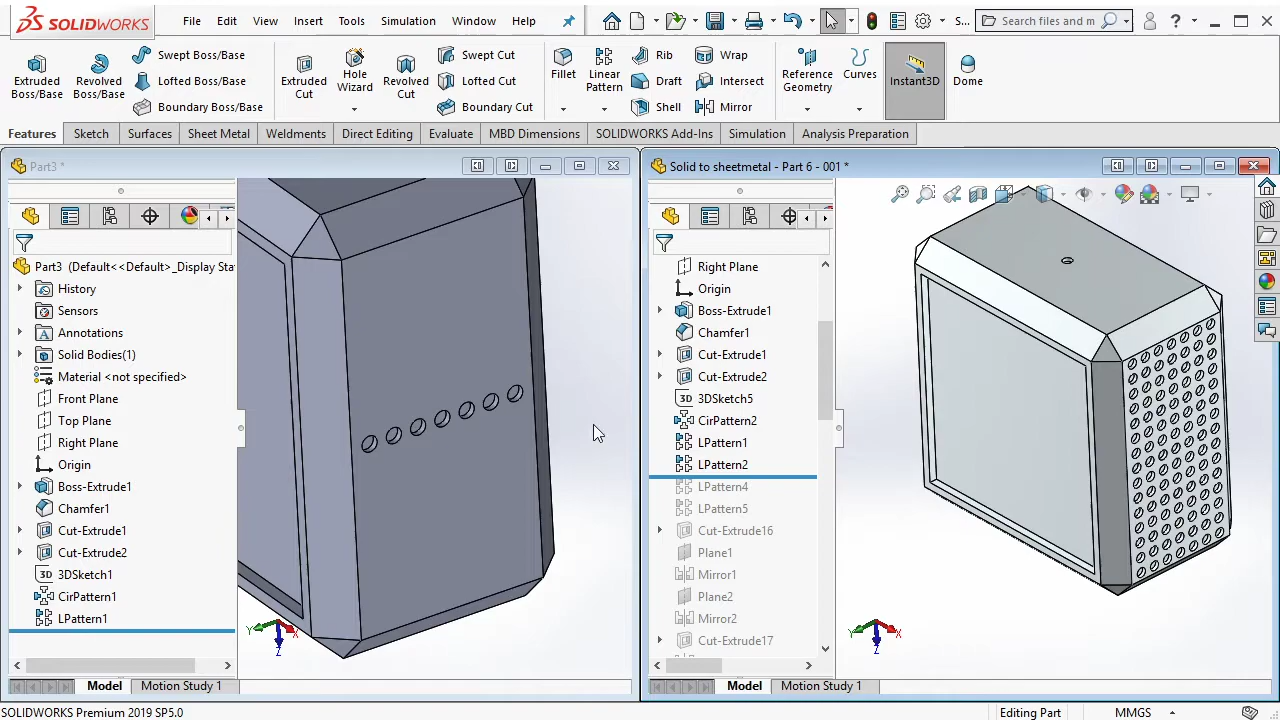 SOLIDWORKS File Edit View Insert Tools Simulation Window Help S... Search files and m
Extruded Boss/Base
Revolved Boss/Base
Swept Boss/Base
Lofted Boss/Base
Boundary Boss/Base
Extruded Cut
Hole Wizard
Revolved Cut
Swept Cut
Lofted Cut
Boundary Cut
Fillet
Linear Pattern
Rib
Draft
Shell
Wrap
Intersect
Mirror
Reference Geometry
Curves
Instant3D
Dome
Features Sketch Surfaces Sheet Metal Weldments Direct Editing Evaluate MBD Dimensions SOLIDWORKS Add-Ins Simulation Analysis Preparation
Part3 *
Part3 (Default<<Default>_Display Sta
History
Sensors
Annotations
Solid Bodies(1)
Material <not specified>
Front Plane
Top Plane
Right Plane
Origin
Boss-Extrude1
Chamfer1
Cut-Extrude1
Cut-Extrude2
3D 3DSketch1
CirPattern1
LPattern1
Y X Z
Model Motion Study 1
Solid to sheetmetal - Part 6 - 001 *
Right Plane
Origin
Boss-Extrude1
Chamfer1
Cut-Extrude1
Cut-Extrude2
3D 3DSketch5
CirPattern2
LPattern1
LPattern2
LPattern4
LPattern5
Cut-Extrude16
Plane1
Mirror1
Plane2
Mirror2
Cut-Extrude17
Y X Z
Model Motion Study 1
SOLIDWORKS Premium 2019 SP5.0 Editing Part MMGS